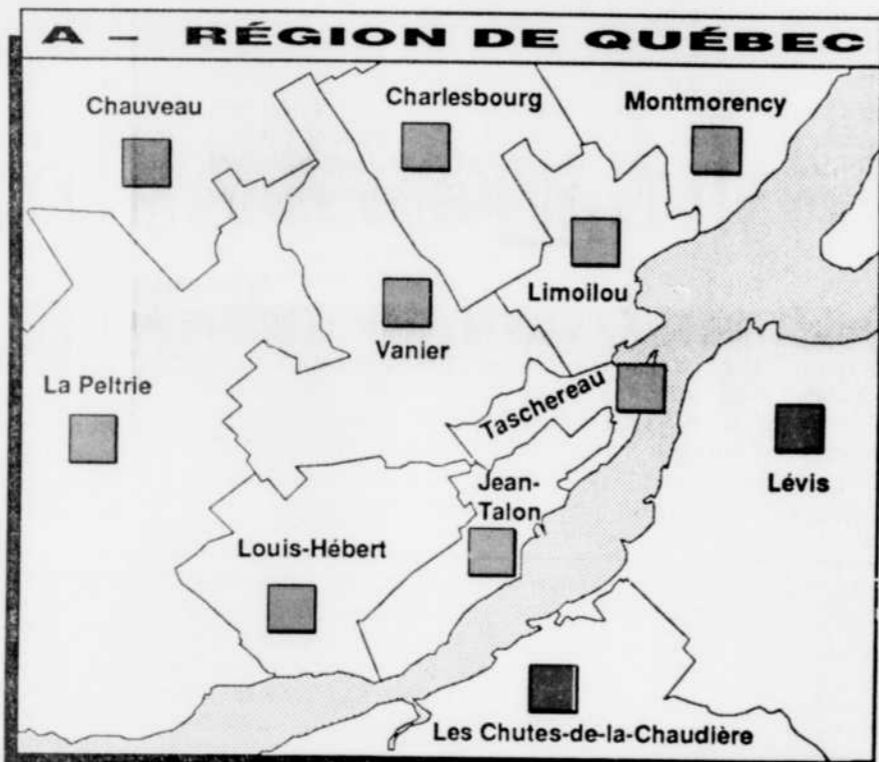 A – RÉGION DE QUÉBEC
Chauveau
Charlesbourg
Montmorency
Limoilou
Vanier
La Peltrie
Taschereau
Lévis
Jean-
Talon
Louis-Hébert
Les Chutes-de-la-Chaudière